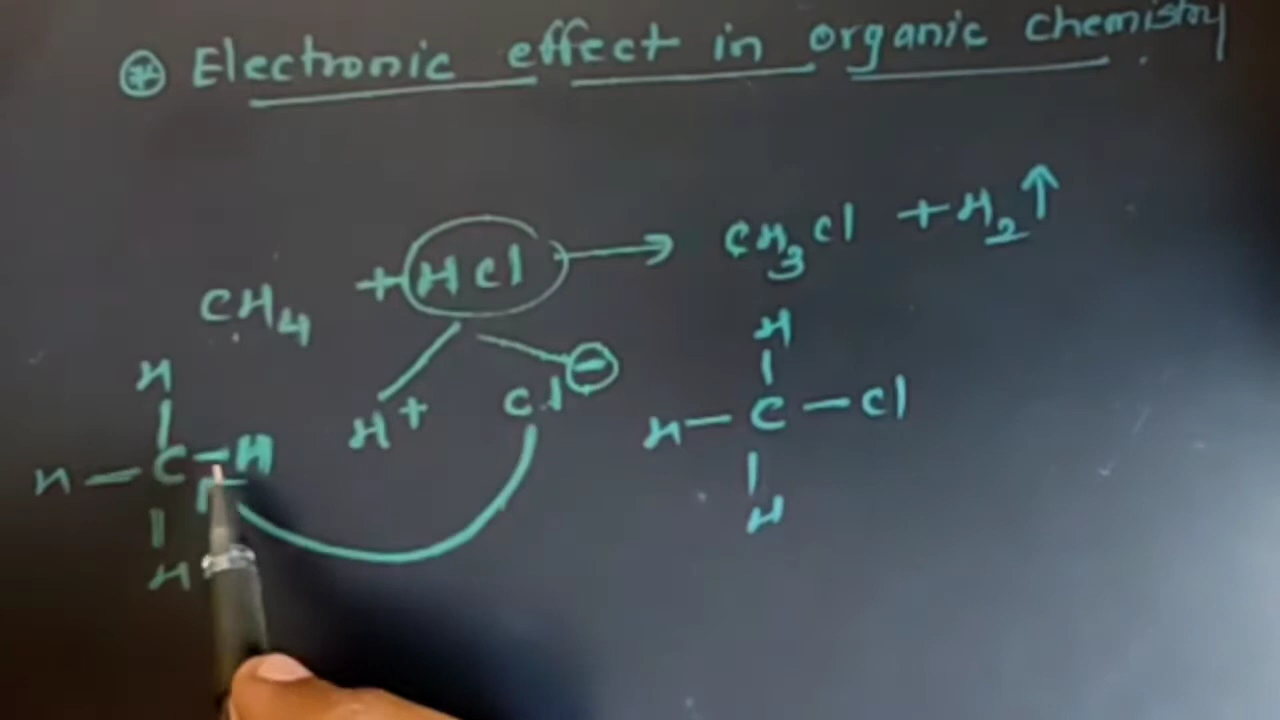 ⊛ Electronic effect in organic chemistry.
CH₄ + HCl → CH₃Cl + H₂↑
H⁺ Cl⊖
H
H – C – H
H
H
H – C – Cl
H